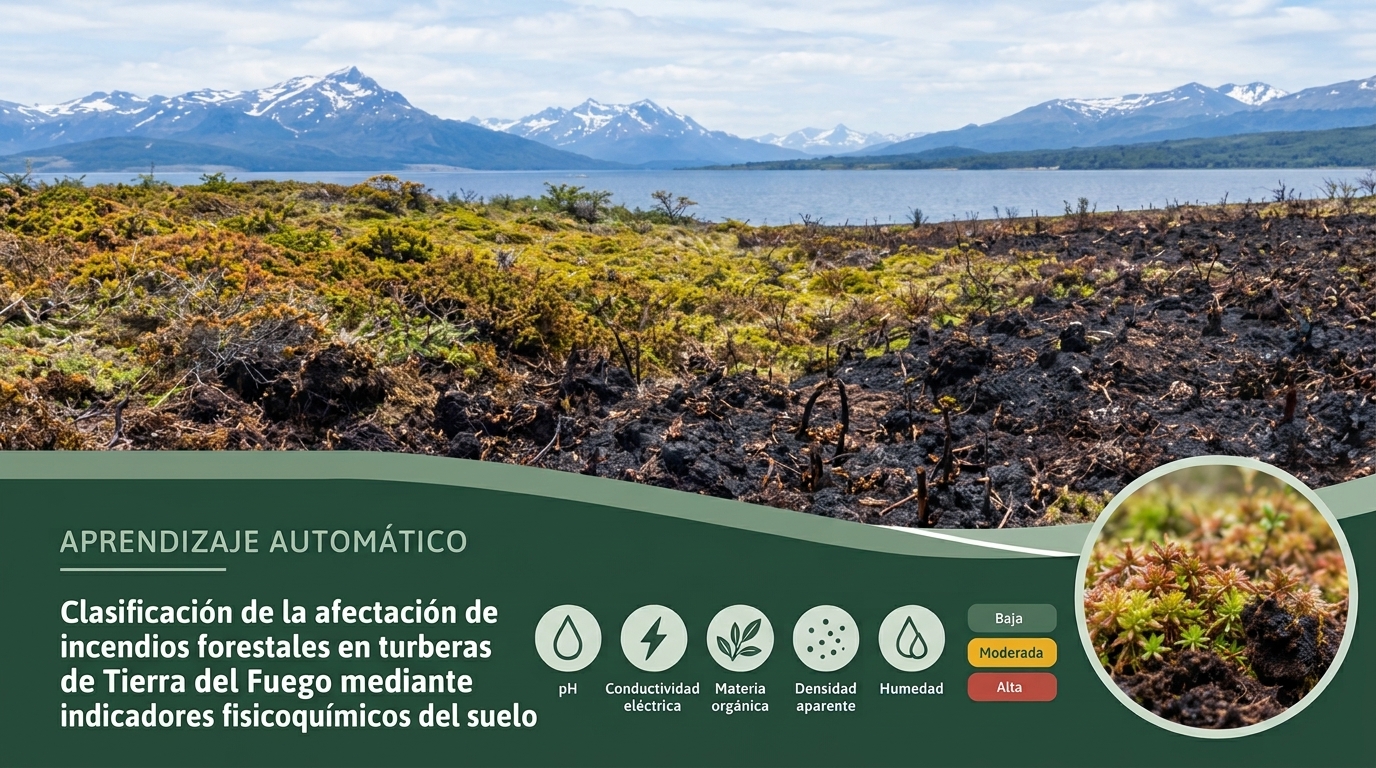 APRENDIZAJE AUTOMÁTICO
Clasificación de la afectación de
incendios forestales en turberas
de Tierra del Fuego mediante
indicadores fisicoquímicos del suelo
pH
Conductividad
eléctrica
Materia
orgánica
Densidad
aparente
Humedad
Baja
Moderada
Alta